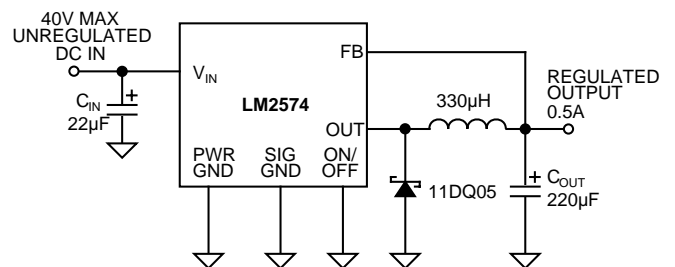 40V MAX
UNREGULATED
DC IN
C_IN
22µF
V_IN
FB
LM2574
OUT
PWR
GND
SIG
GND
ON/
OFF
330µH
REGULATED
OUTPUT
0.5A
11DQ05
C_OUT
220µF
+
+